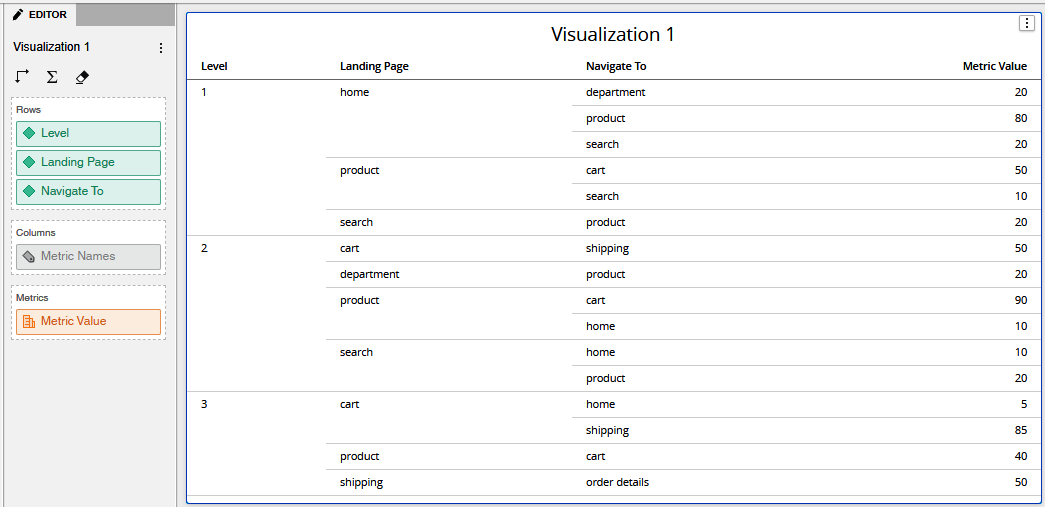 EDITOR
Visualization 1
Rows
Level
Landing Page
Navigate To
Columns
Metric Names
Metrics
Metric Value
Visualization 1
Level Landing Page Navigate To Metric Value
1 home department 20
product 80
search 20
product cart 50
search 10
search product 20
2 cart shipping 50
department product 20
product cart 90
home 10
search home 10
product 20
3 cart home 5
shipping 85
product cart 40
shipping order details 50